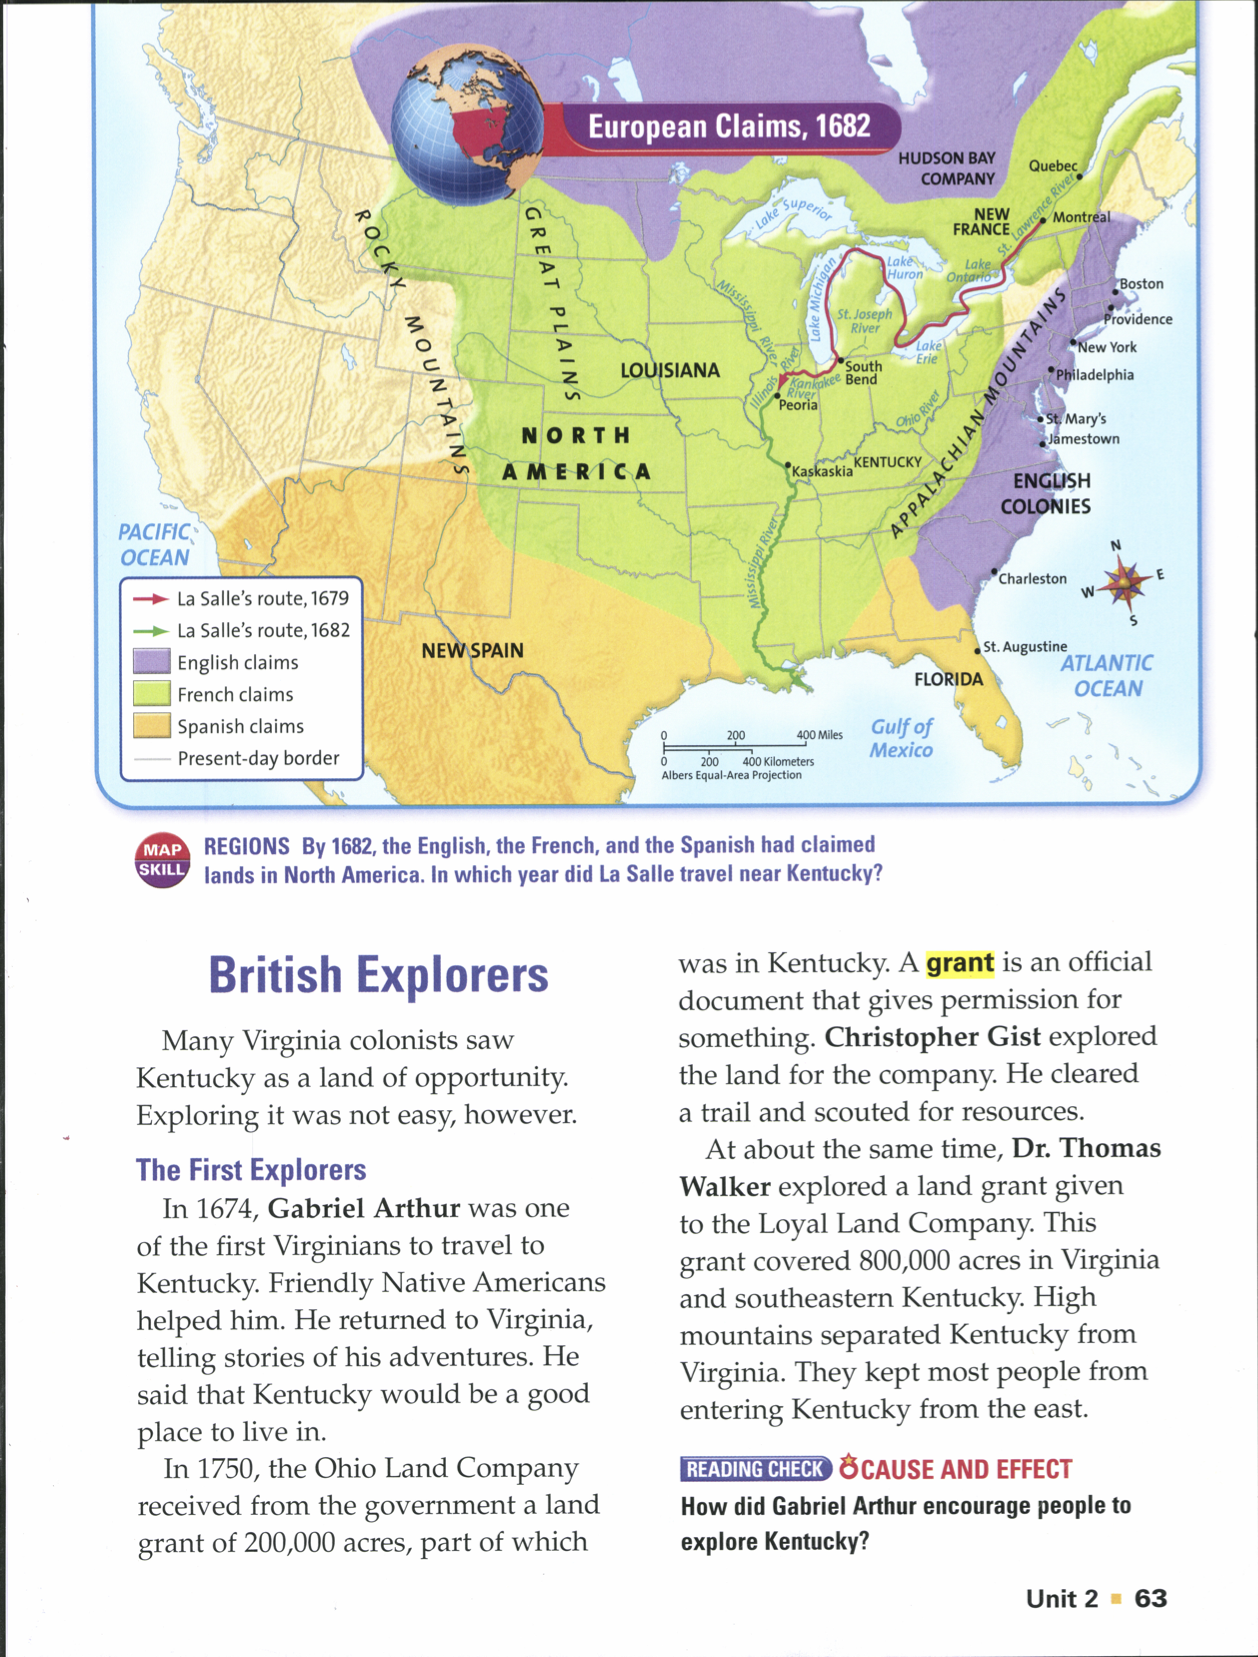 European Claims, 1682
HUDSON BAY
COMPANY
Quebec
NEW
FRANCE
Montreal
St. Lawrence River
Lake Superior
Lake
Huron
Lake
Ontario
Lake Michigan
St. Joseph
River
Lake
Erie
Boston
Providence
New York
Philadelphia
St. Mary's
Jamestown
ROCKY MOUNTAINS
GREAT PLAINS
Mississippi River
LOUISIANA
Illinois River
Kankakee
River
South
Bend
Peoria
Ohio River
APPALACHIAN MOUNTAINS
NORTH
AMERICA
Kaskaskia
KENTUCKY
ENGLISH
COLONIES
Mississippi River
PACIFIC
OCEAN
Charleston
N
E
W
S
La Salle's route, 1679
La Salle's route, 1682
English claims
French claims
Spanish claims
Present-day border
NEW SPAIN
St. Augustine
FLORIDA
ATLANTIC
OCEAN
Gulf of
Mexico
0 200 400 Miles
0 200 400 Kilometers
Albers Equal-Area Projection
MAP
SKILL
REGIONS By 1682, the English, the French, and the Spanish had claimed
lands in North America. In which year did La Salle travel near Kentucky?
British Explorers
Many Virginia colonists saw
Kentucky as a land of opportunity.
Exploring it was not easy, however.
The First Explorers
In 1674, Gabriel Arthur was one
of the first Virginians to travel to
Kentucky. Friendly Native Americans
helped him. He returned to Virginia,
telling stories of his adventures. He
said that Kentucky would be a good
place to live in.
In 1750, the Ohio Land Company
received from the government a land
grant of 200,000 acres, part of which
was in Kentucky. A grant is an official
document that gives permission for
something. Christopher Gist explored
the land for the company. He cleared
a trail and scouted for resources.
At about the same time, Dr. Thomas
Walker explored a land grant given
to the Loyal Land Company. This
grant covered 800,000 acres in Virginia
and southeastern Kentucky. High
mountains separated Kentucky from
Virginia. They kept most people from
entering Kentucky from the east.
READING CHECK CAUSE AND EFFECT
How did Gabriel Arthur encourage people to
explore Kentucky?
Unit 2 63